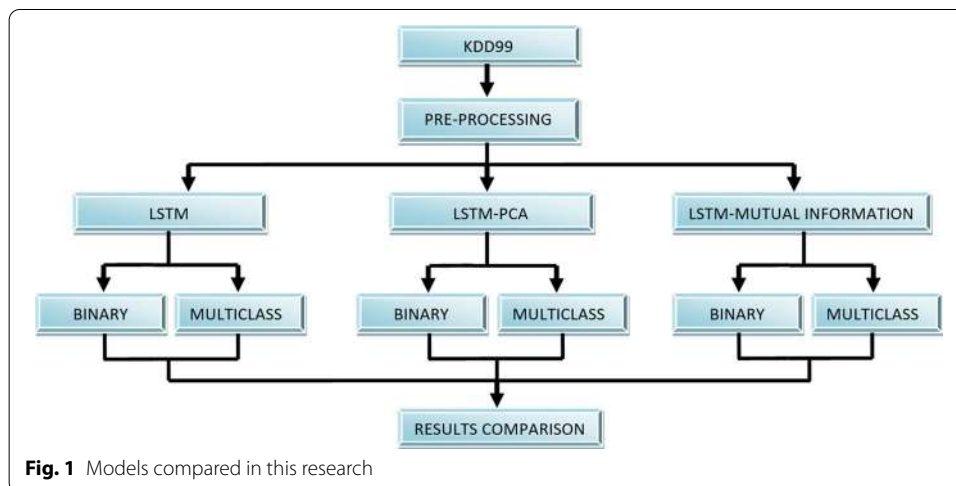 KDD99
PRE-PROCESSING
LSTM
LSTM-PCA
LSTM-MUTUAL INFORMATION
BINARY
MULTICLASS
BINARY
MULTICLASS
BINARY
MULTICLASS
RESULTS COMPARISON
Fig. 1 Models compared in this research